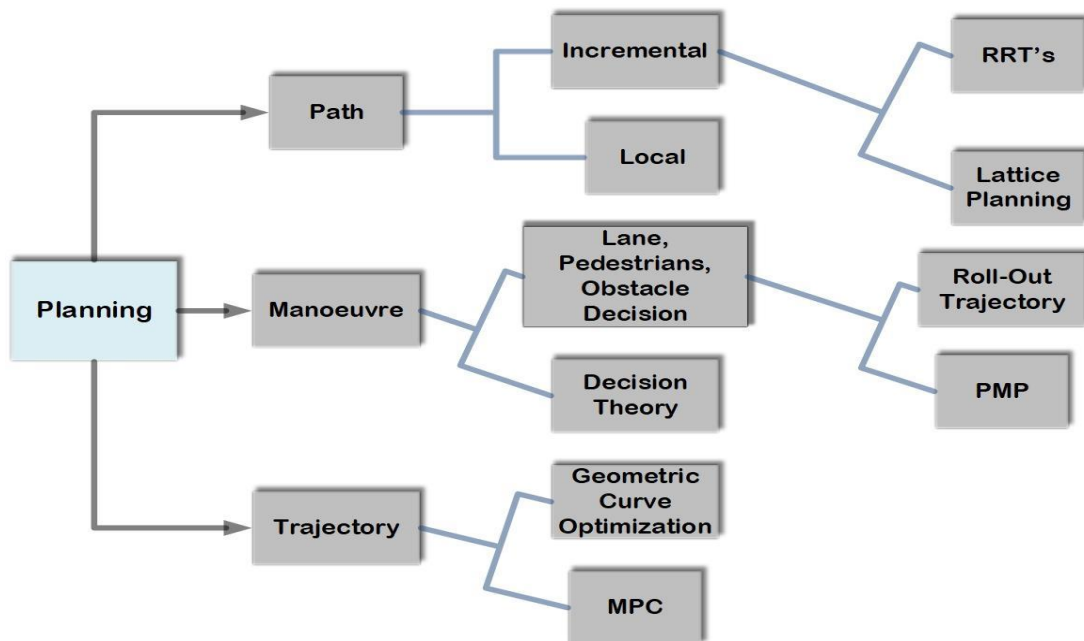 Planning
Path
Incremental
Local
RRT's
Lattice
Planning
Manoeuvre
Lane,
Pedestrians,
Obstacle
Decision
Decision
Theory
Roll-Out
Trajectory
PMP
Trajectory
Geometric
Curve
Optimization
MPC